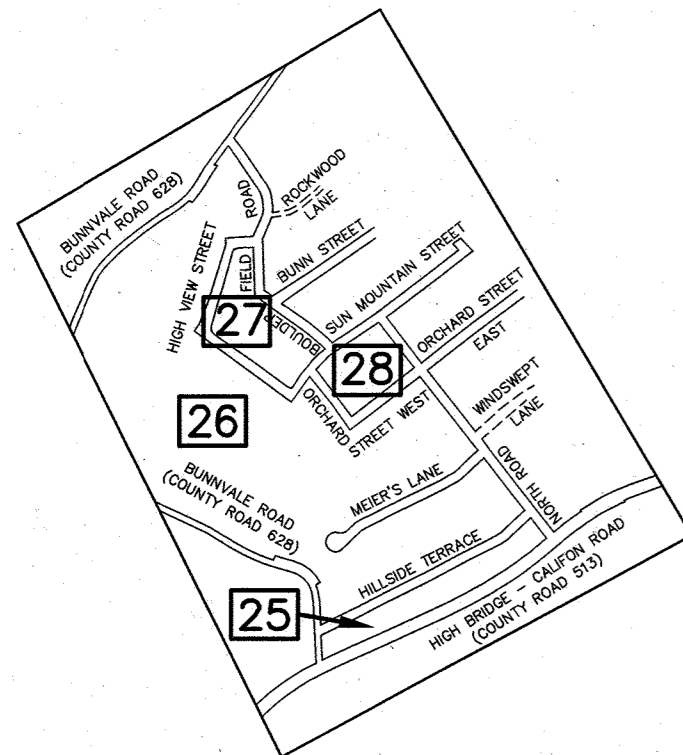 BUNNVALE ROAD
(COUNTY ROAD 628)
ROAD
ROCKWOOD
LANE
HIGH VIEW STREET
FIELD
BUNN STREET
SUN MOUNTAIN STREET
27
BOULDER
28
ORCHARD STREET
EAST
ORCHARD
STREET WEST
WINDSWEPT
LANE
26
BUNNVALE ROAD
(COUNTY ROAD 628)
MEIER'S LANE
NORTH ROAD
HILLSIDE TERRACE
25
HIGH BRIDGE - CALIFON ROAD
(COUNTY ROAD 513)